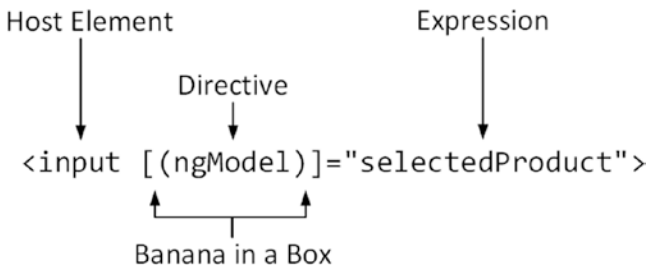 Host Element
Expression
Directive
<input [(ngModel)]="selectedProduct">
Banana in a Box